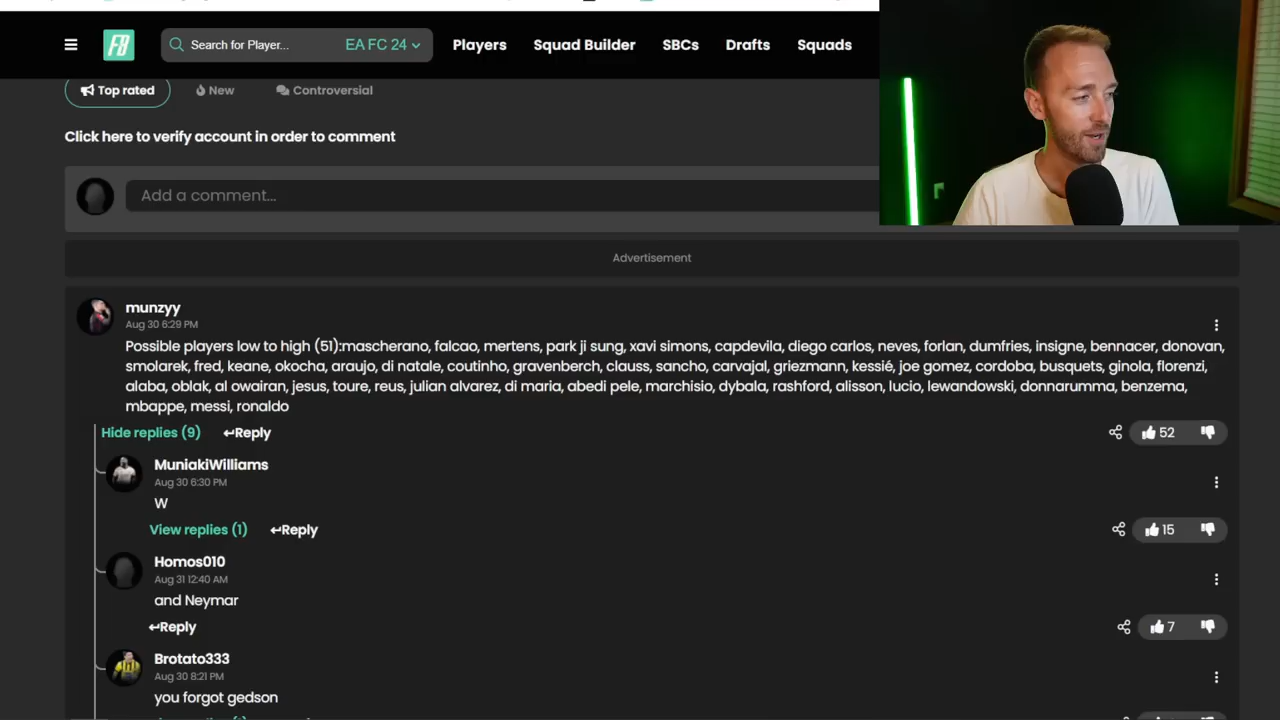 FB Search for Player... EA FC 24 Players Squad Builder SBCs Drafts Squads
Top rated New Controversial
Click here to verify account in order to comment
Add a comment...
Advertisement
munzyy
Aug 30 6:29 PM
Possible players low to high (51):mascherano, falcao, mertens, park ji sung, xavi simons, capdevila, diego carlos, neves, forlan, dumfries, insigne, bennacer, donovan,
smolarek, fred, keane, okocha, araujo, di natale, coutinho, gravenberch, clauss, sancho, carvajal, griezmann, kessié, joe gomez, cordoba, busquets, ginola, florenzi,
alaba, oblak, al owairan, jesus, toure, reus, julian alvarez, di maria, abedi pele, marchisio, dybala, rashford, alisson, lucio, lewandowski, donnarumma, benzema,
mbappe, messi, ronaldo
Hide replies (9) Reply 52
MuniakiWilliams
Aug 30 6:30 PM
W
View replies (1) Reply 15
Homos010
Aug 31 12:40 AM
and Neymar
Reply 7
Brotato333
Aug 30 8:21 PM
you forgot gedson